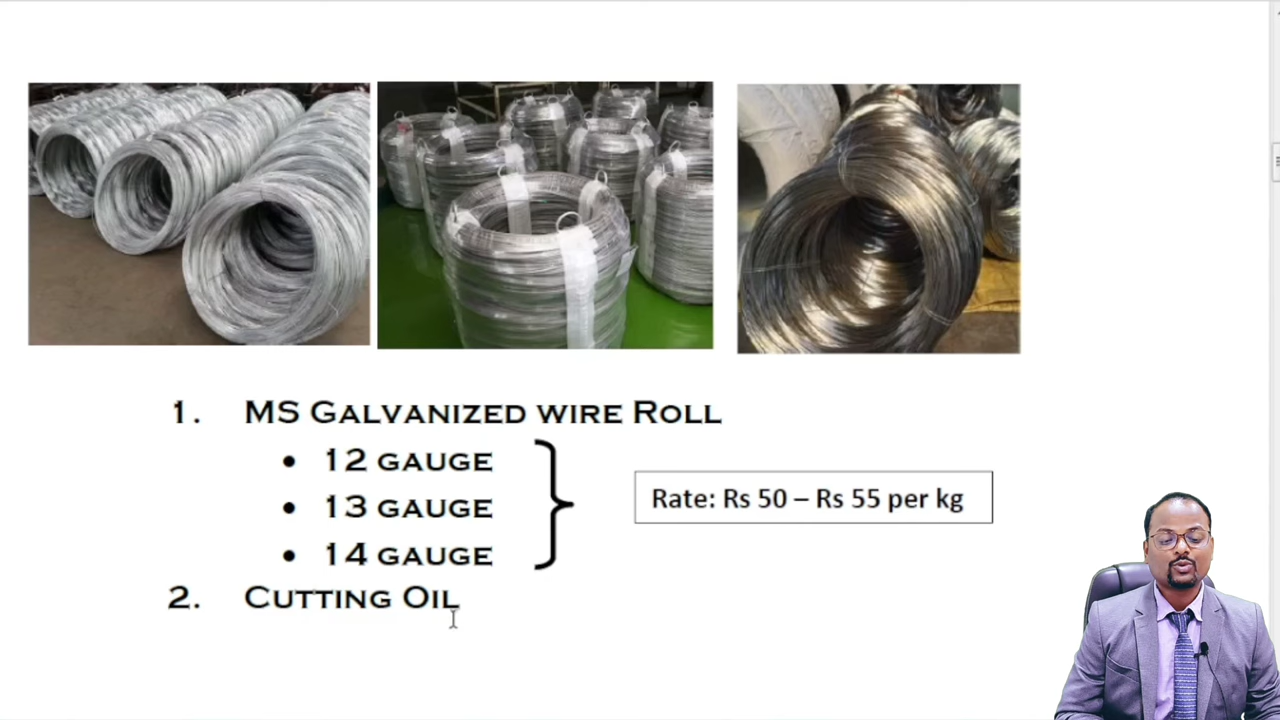 1. MS Galvanized wire Roll
• 12 gauge
• 13 gauge
• 14 gauge
Rate: Rs 50 – Rs 55 per kg
2. Cutting Oil